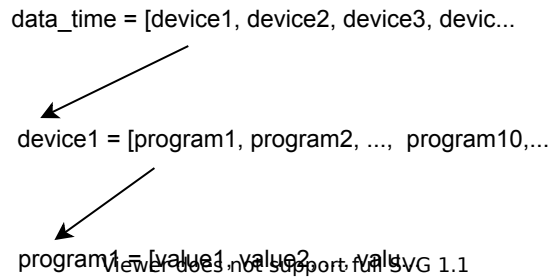 data_time = [device1, device2, device3, devic...
device1 = [program1, program2, ..., program10,...
program1 = [value1, value2, ..., valu...
Viewer does not support full SVG 1.1